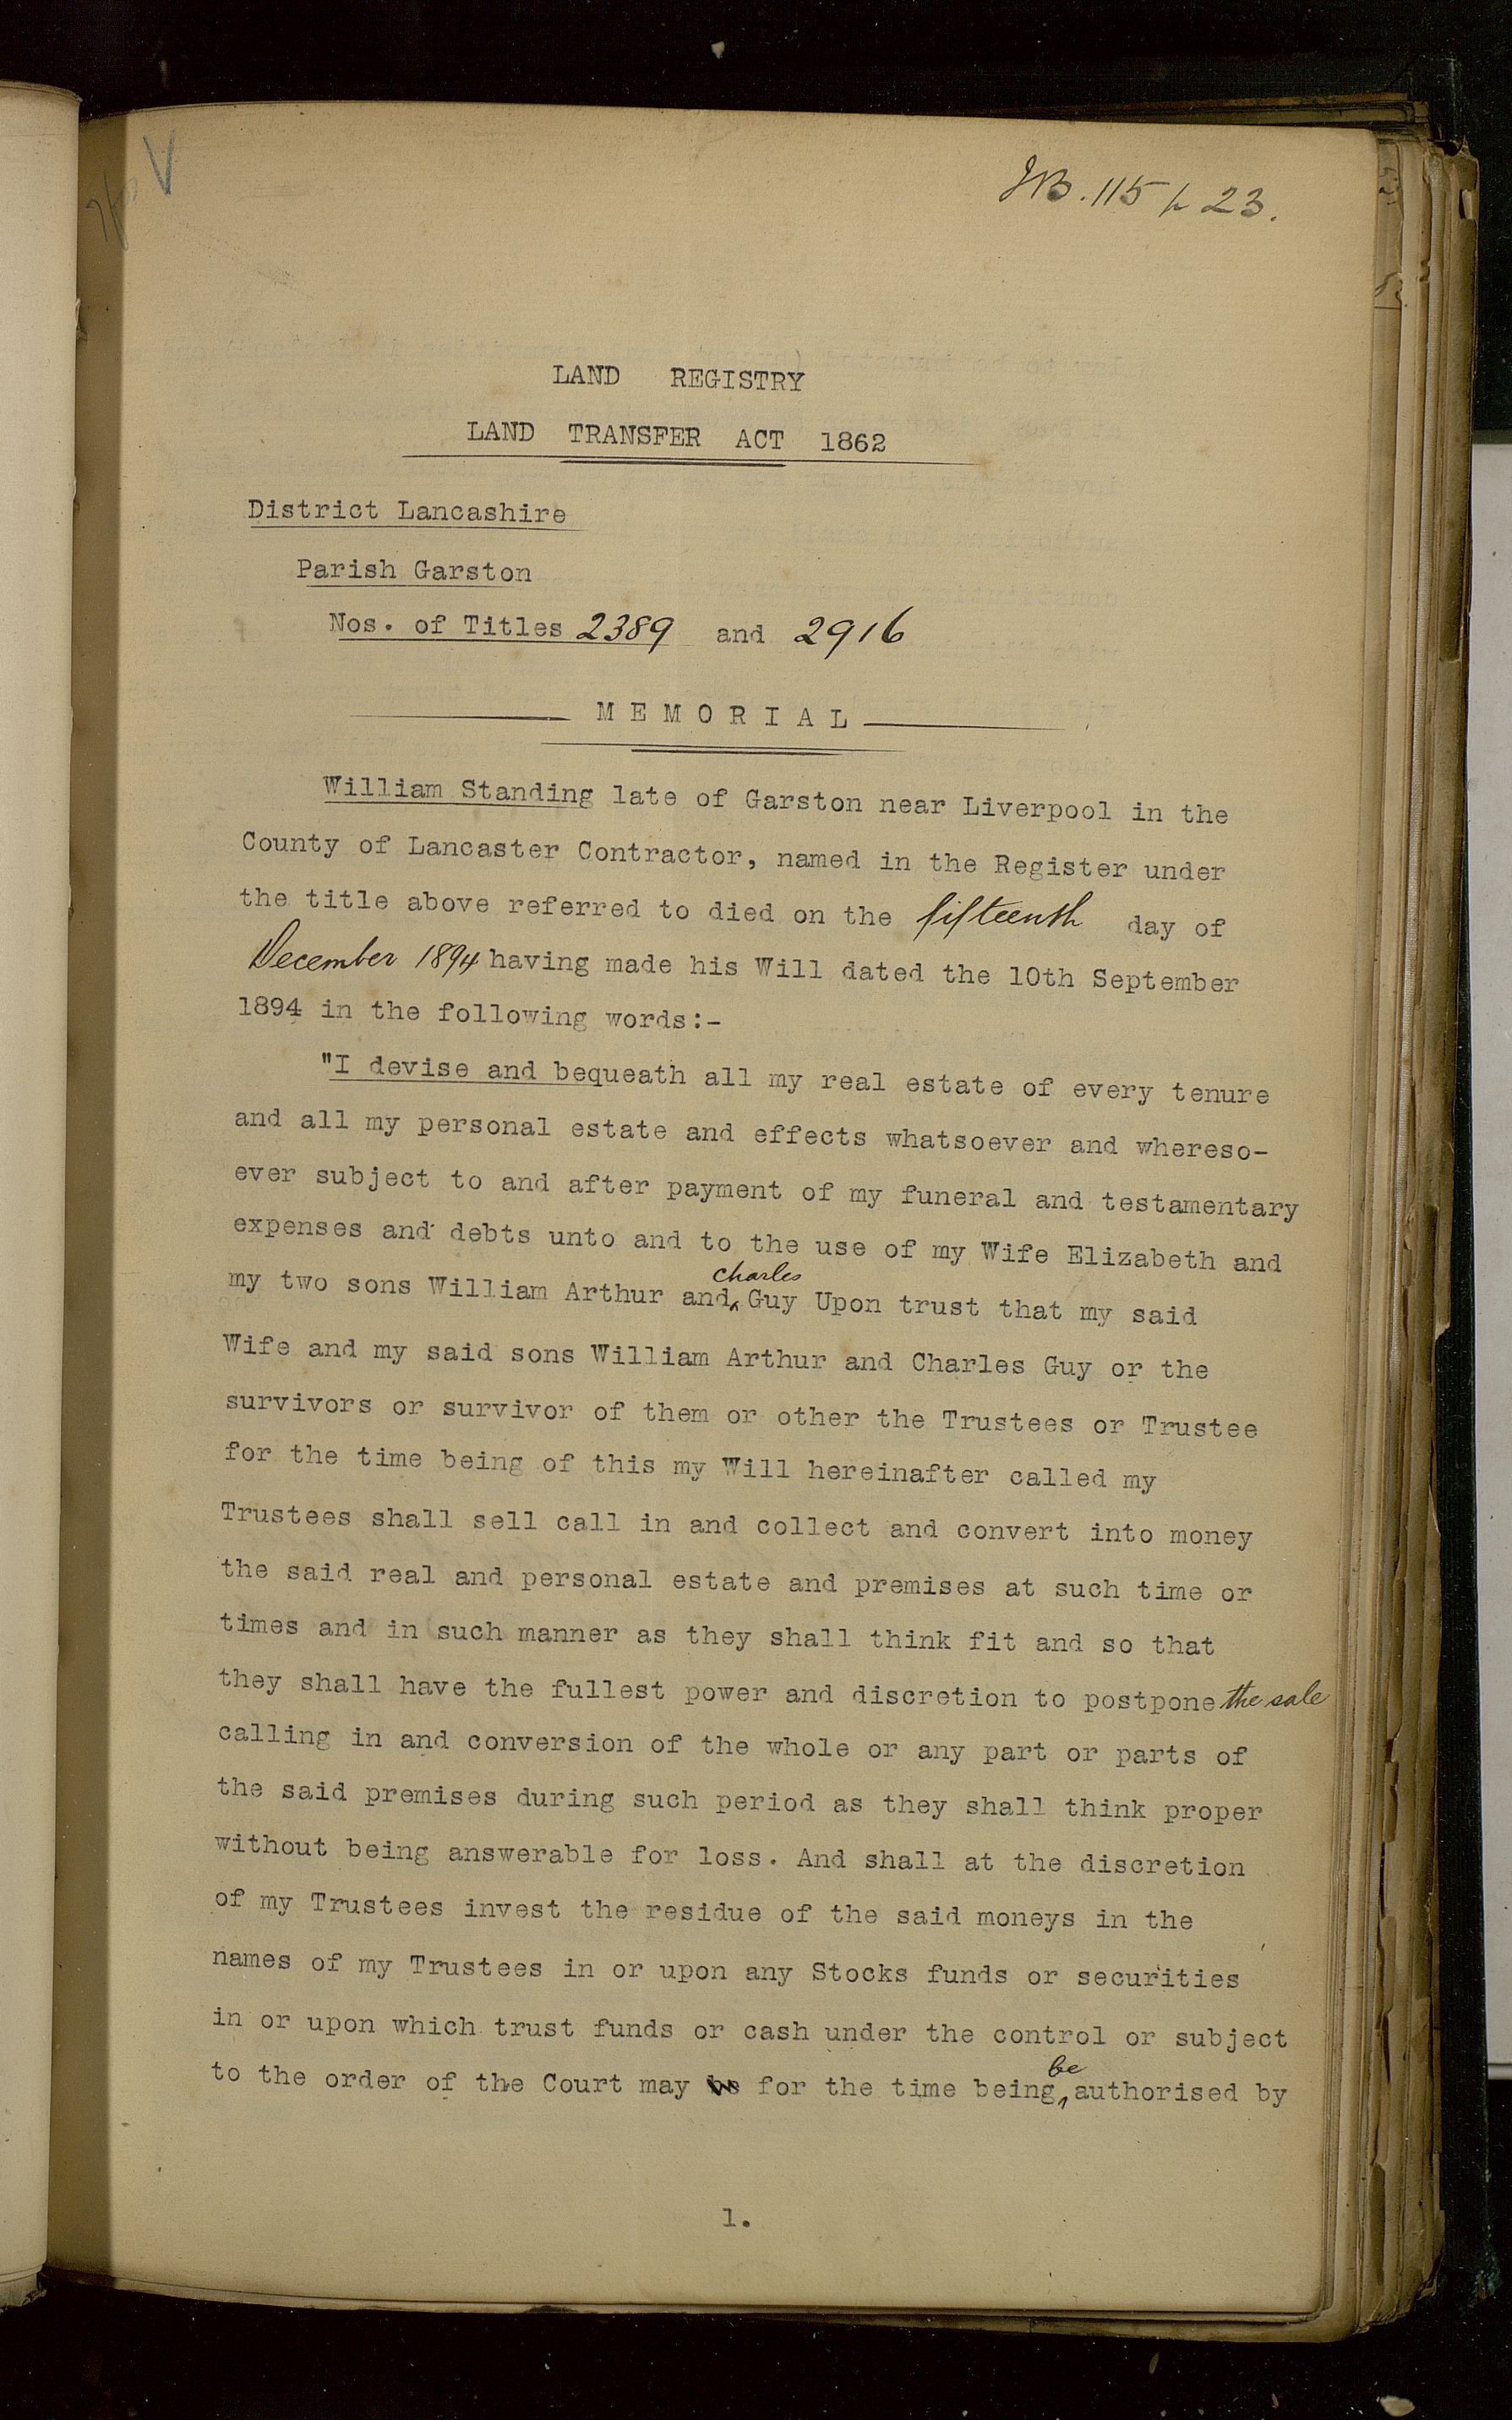 115 p 23.
LAND REGISTRY
LAND TRANSFER ACT 1862
District Lancashire
Parish Garston
Nos. of Titles 2389 and 2916
MEMORIAL
William Standing late of Garston near Liverpool in the
County of Lancaster Contractor, named in the Register under
the title above referred to died on the fifteenth day of
December 1894 having made his Will dated the 10th September
1894 in the following words:-
"I devise and bequeath all my real estate of every tenure
and all my personal estate and effects whatsoever and whereso-
ever subject to and after payment of my funeral and testamentary
expenses and debts unto and to the use of my Wife Elizabeth and
my two sons William Arthur and Charles Guy Upon trust that my said
Wife and my said sons William Arthur and Charles Guy or the
survivors or survivor of them or other the Trustees or Trustee
for the time being of this my Will hereinafter called my
Trustees shall sell call in and collect and convert into money
the said real and personal estate and premises at such time or
times and in such manner as they shall think fit and so that
they shall have the fullest power and discretion to postpone the sale
calling in and conversion of the whole or any part or parts of
the said premises during such period as they shall think proper
without being answerable for loss. And shall at the discretion
of my Trustees invest the residue of the said moneys in the
names of my Trustees in or upon any Stocks funds or securities
in or upon which trust funds or cash under the control or subject
to the order of the Court may for the time being be authorised by
1.